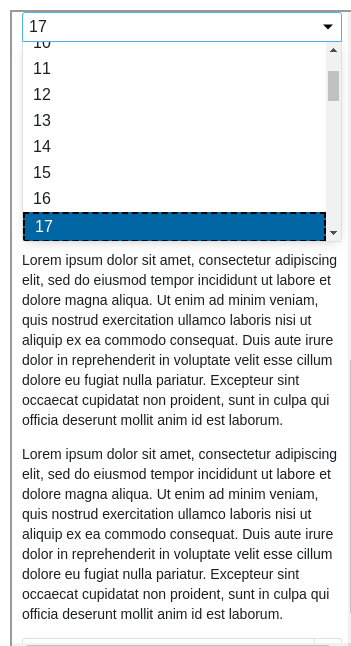 17
10
11
12
13
14
15
16
17
Lorem ipsum dolor sit amet, consectetur adipiscing
elit, sed do eiusmod tempor incididunt ut labore et
dolore magna aliqua. Ut enim ad minim veniam,
quis nostrud exercitation ullamco laboris nisi ut
aliquip ex ea commodo consequat. Duis aute irure
dolor in reprehenderit in voluptate velit esse cillum
dolore eu fugiat nulla pariatur. Excepteur sint
occaecat cupidatat non proident, sunt in culpa qui
officia deserunt mollit anim id est laborum.
Lorem ipsum dolor sit amet, consectetur adipiscing
elit, sed do eiusmod tempor incididunt ut labore et
dolore magna aliqua. Ut enim ad minim veniam,
quis nostrud exercitation ullamco laboris nisi ut
aliquip ex ea commodo consequat. Duis aute irure
dolor in reprehenderit in voluptate velit esse cillum
dolore eu fugiat nulla pariatur. Excepteur sint
occaecat cupidatat non proident, sunt in culpa qui
officia deserunt mollit anim id est laborum.